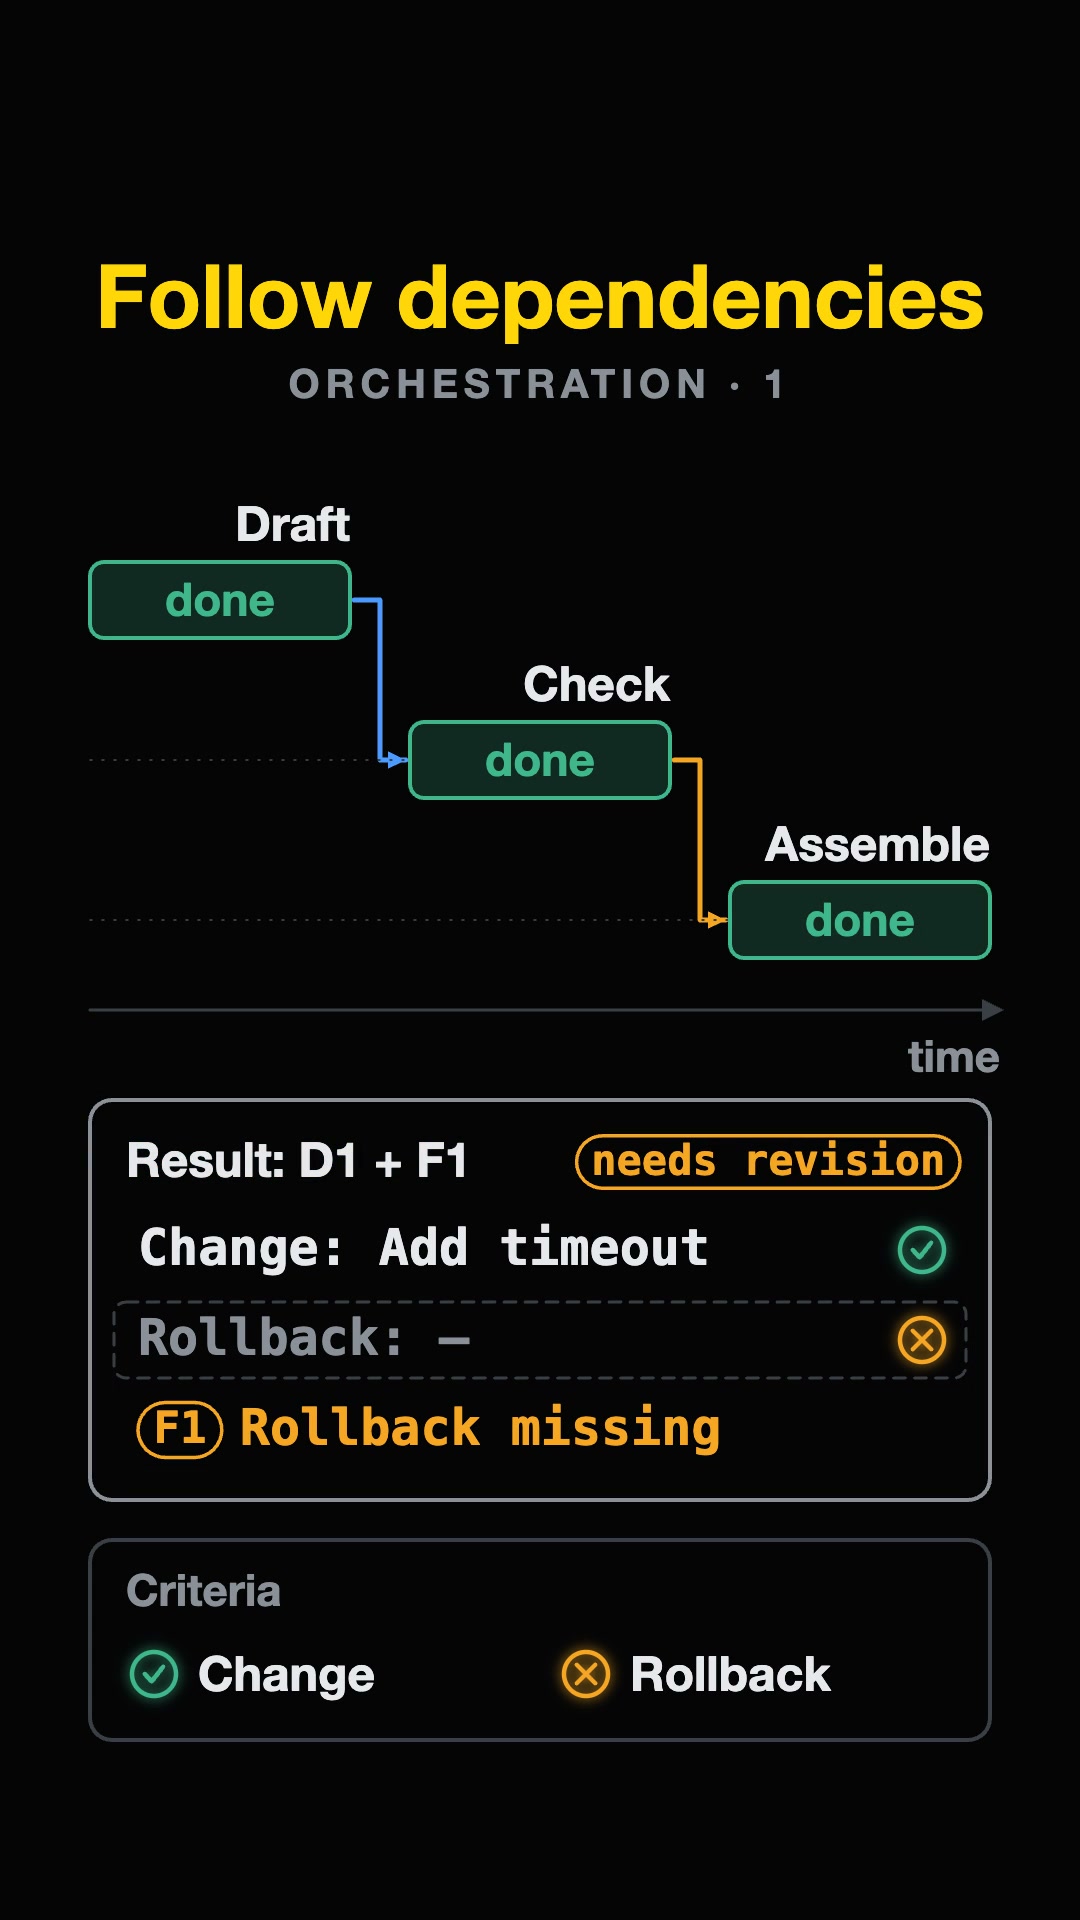 Follow dependencies
ORCHESTRATION · 1
Draft
done
Check
done
Assemble
done
time
Result: D1 + F1
needs revision
Change: Add timeout
Rollback: —
F1 Rollback missing
Criteria
Change
Rollback